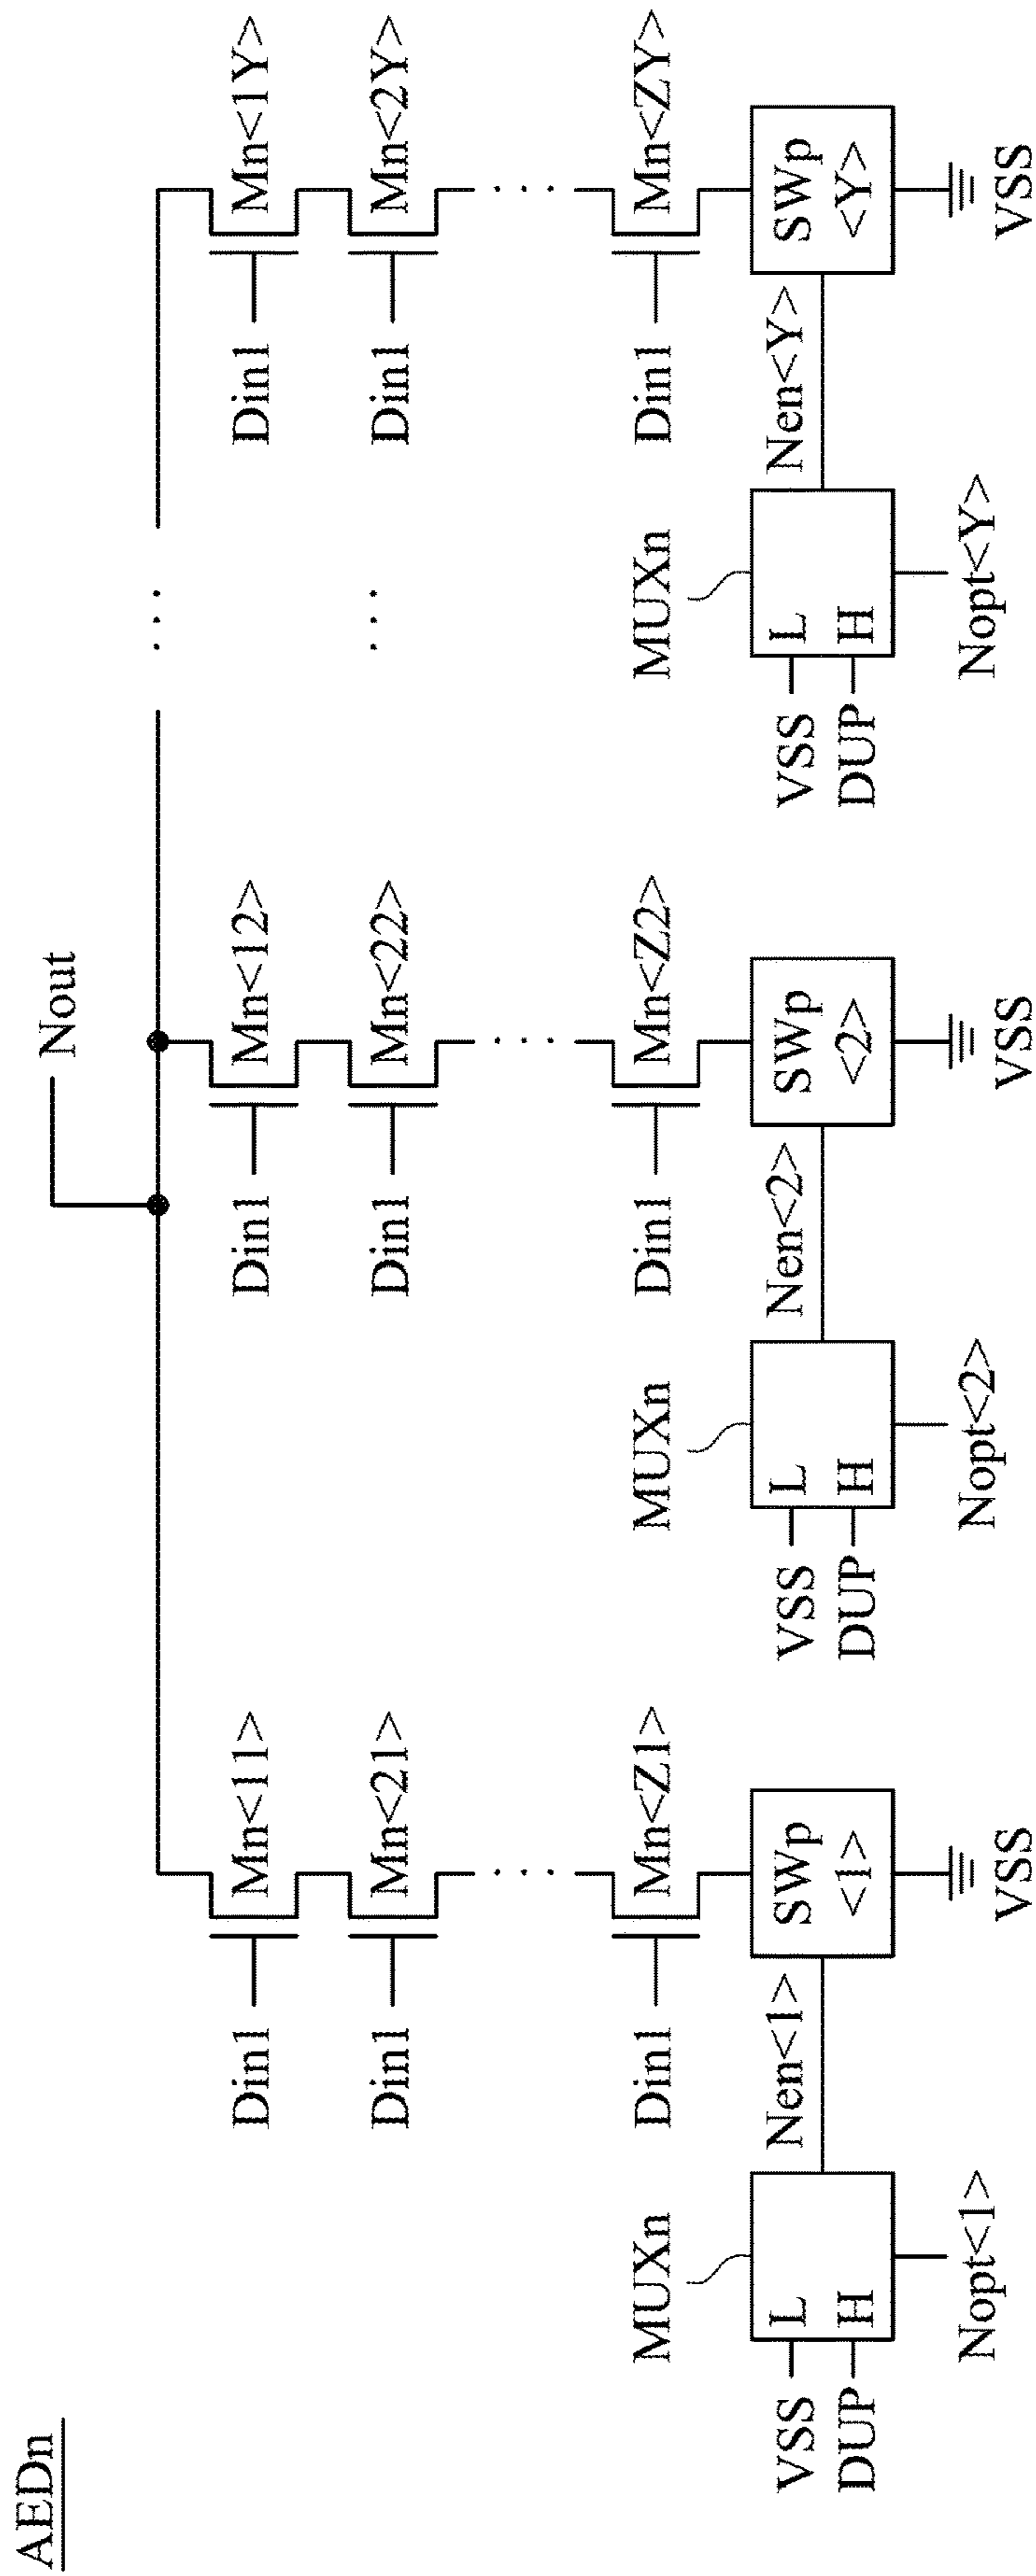 AEDn
Nout
Mn<11>
Mn<12>
Mn<1Y>
Din1
Din1
Din1
Mn<21>
Mn<22>
Mn<2Y>
Din1
Din1
Din1
Mn<Z1>
Mn<Z2>
Mn<ZY>
Din1
Din1
Din1
MUXn
MUXn
MUXn
VSS
L
Nen<1>
SWp
<1>
VSS
L
Nen<2>
SWp
<2>
VSS
L
Nen<Y>
SWp
<Y>
DUP
H
DUP
H
DUP
H
Nopt<1>
VSS
Nopt<2>
VSS
Nopt<Y>
VSS